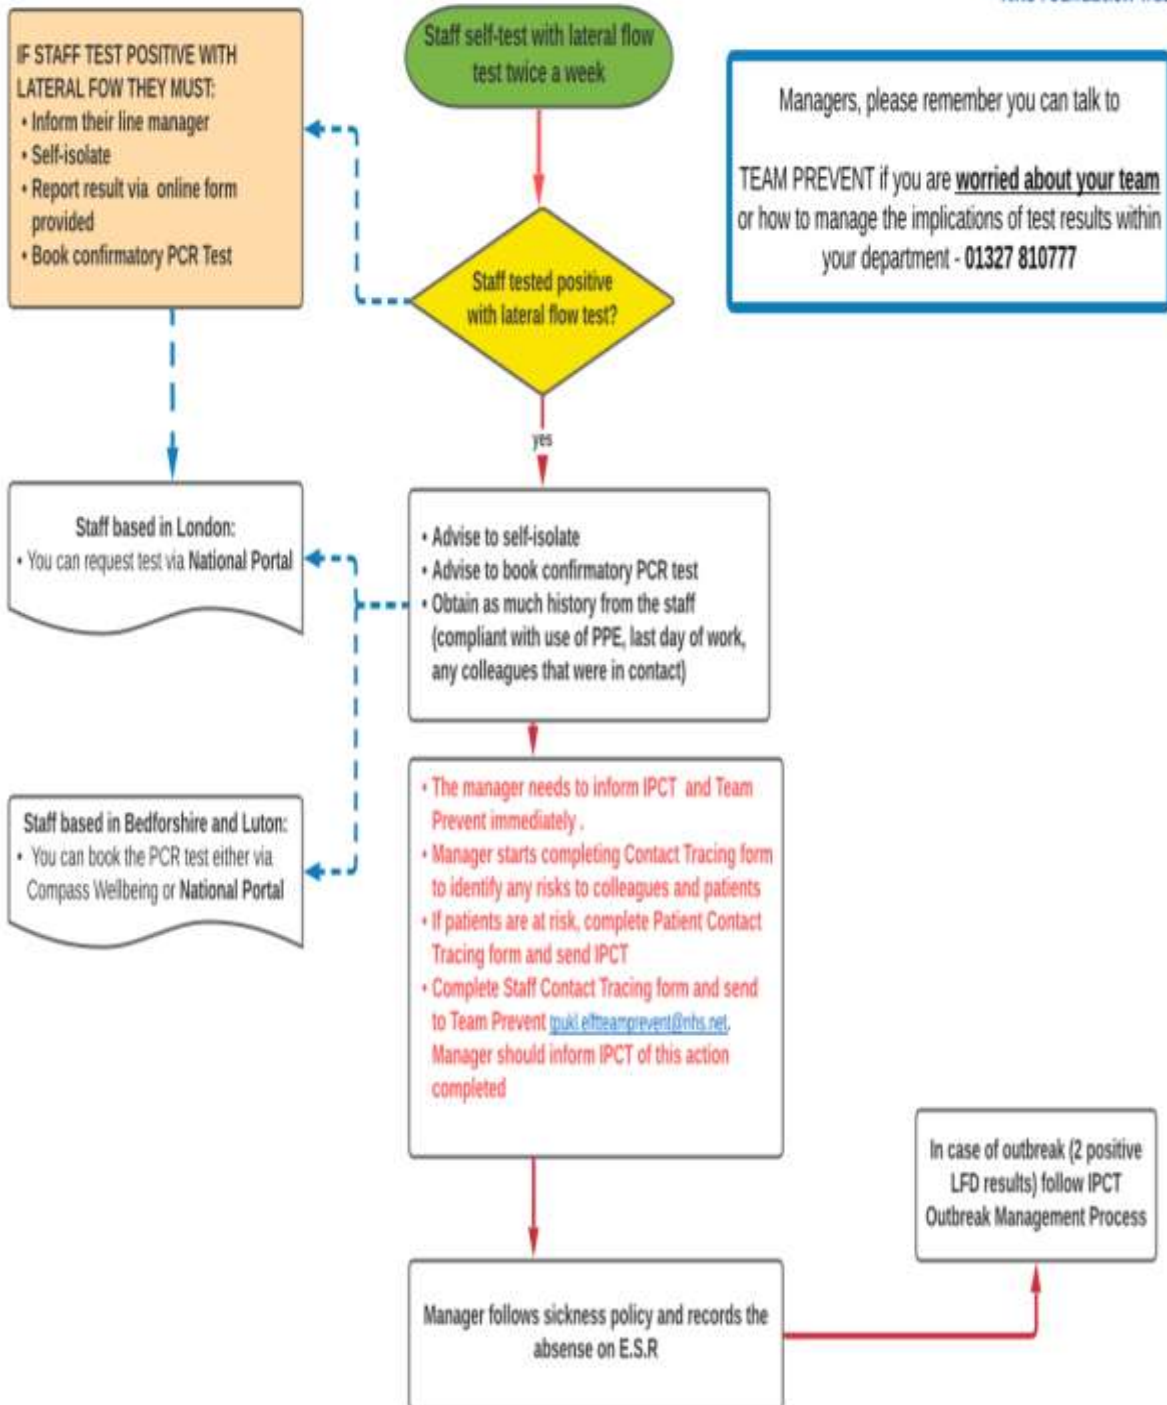 IF STAFF TEST POSITIVE WITH
LATERAL FOW THEY MUST:
• Inform their line manager
• Self-isolate
• Report result via online form
provided
• Book confirmatory PCR Test
Staff self-test with lateral flow
test twice a week
Managers, please remember you can talk to
TEAM PREVENT if you are worried about your team
or how to manage the implications of test results within
your department - 01327 810777
Staff tested positive
with lateral flow test?
yes
Staff based in London:
• You can request test via National Portal
• Advise to self-isolate
• Advise to book confirmatory PCR test
• Obtain as much history from the staff
(compliant with use of PPE, last day of work,
any colleagues that were in contact)
Staff based in Bedforshire and Luton:
• You can book the PCR test either via
Compass Wellbeing or National Portal
• The manager needs to inform IPCT and Team
Prevent immediately .
• Manager starts completing Contact Tracing form
to identify any risks to colleagues and patients
• If patients are at risk, complete Patient Contact
Tracing form and send IPCT
• Complete Staff Contact Tracing form and send
to Team Prevent tpukl.elftteamprevent@nhs.net.
Manager should inform IPCT of this action
completed
In case of outbreak (2 positive
LFD results) follow IPCT
Outbreak Management Process
Manager follows sickness policy and records the
absense on E.S.R